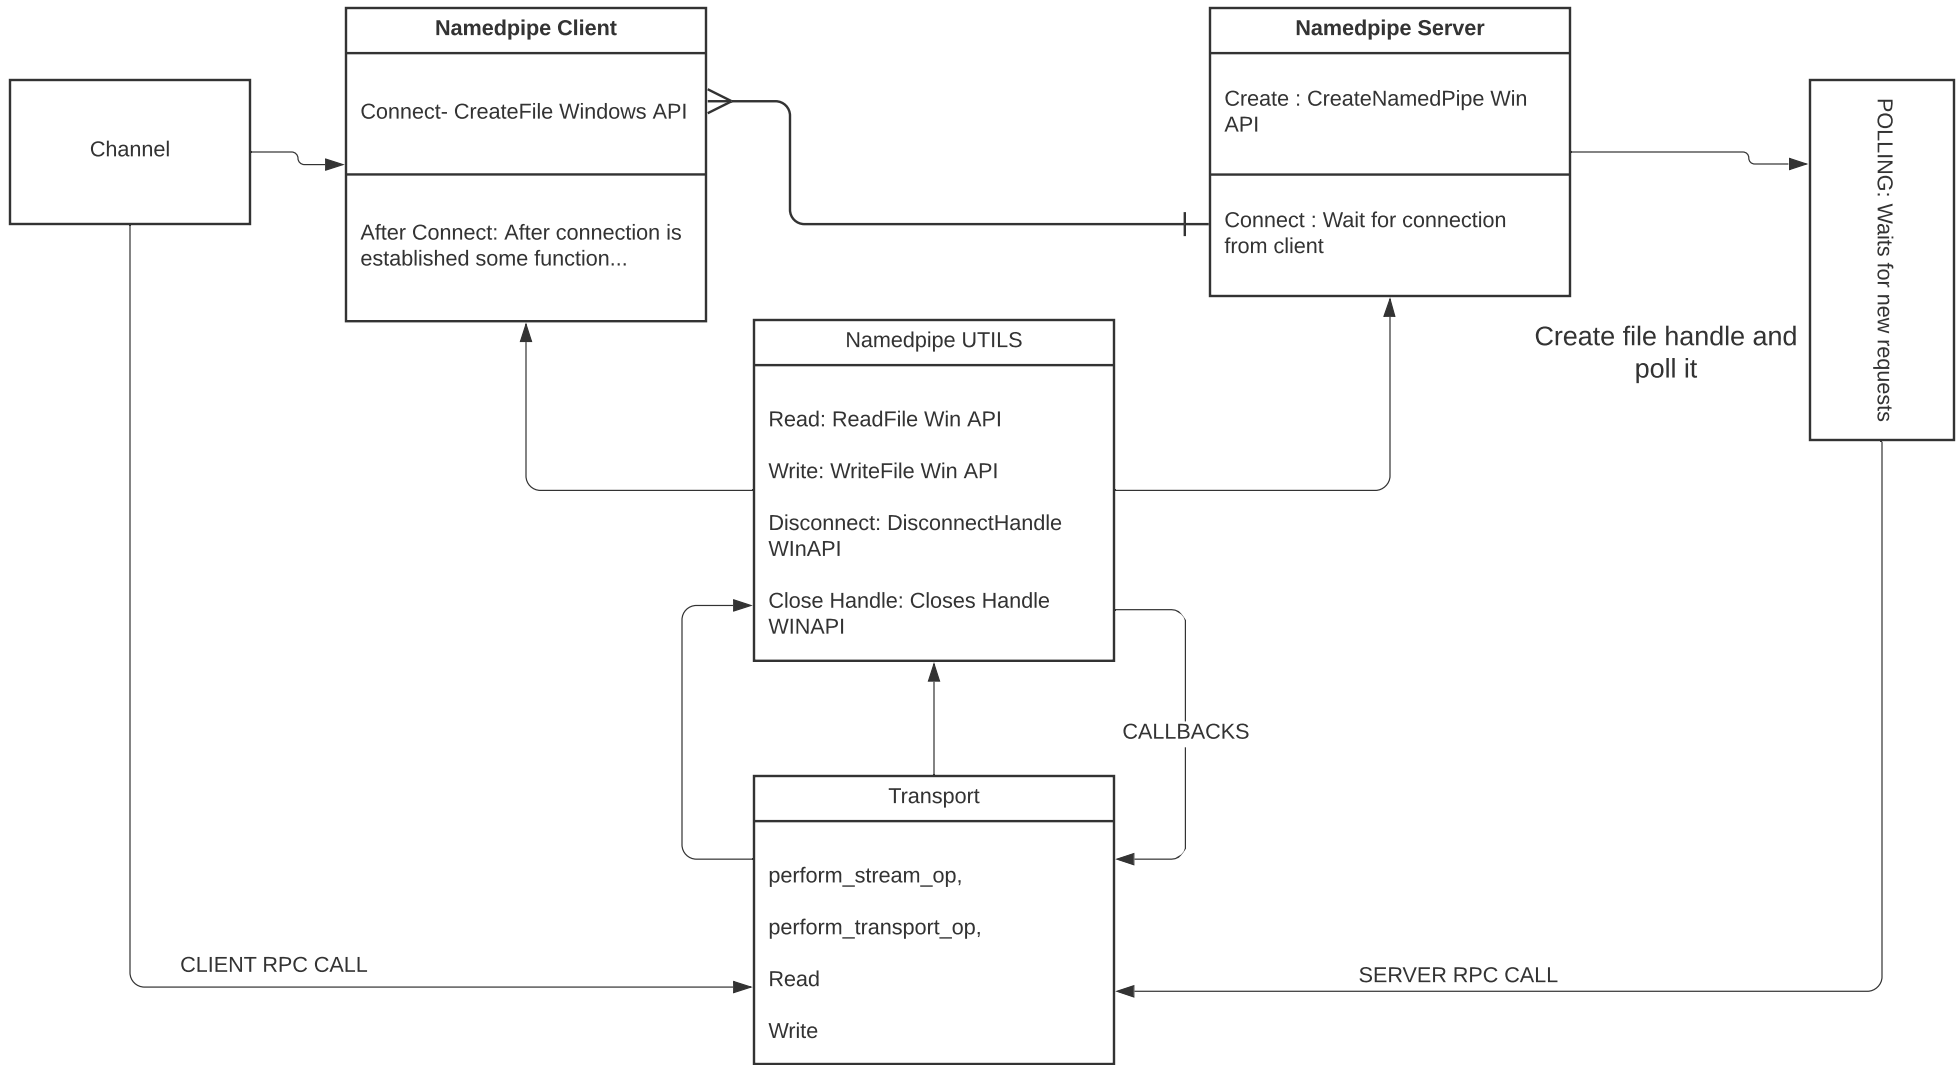 Namedpipe Client
Connect- CreateFile Windows API
After Connect: After connection is
established some function...
Namedpipe Server
Create : CreateNamedPipe Win
API
Connect : Wait for connection
from client
Channel
POLLING: Waits for new requests
Create file handle and
poll it
Namedpipe UTILS
Read: ReadFile Win API
Write: WriteFile Win API
Disconnect: DisconnectHandle
WInAPI
Close Handle: Closes Handle
WINAPI
CALLBACKS
Transport
perform_stream_op,
perform_transport_op,
Read
Write
CLIENT RPC CALL
SERVER RPC CALL